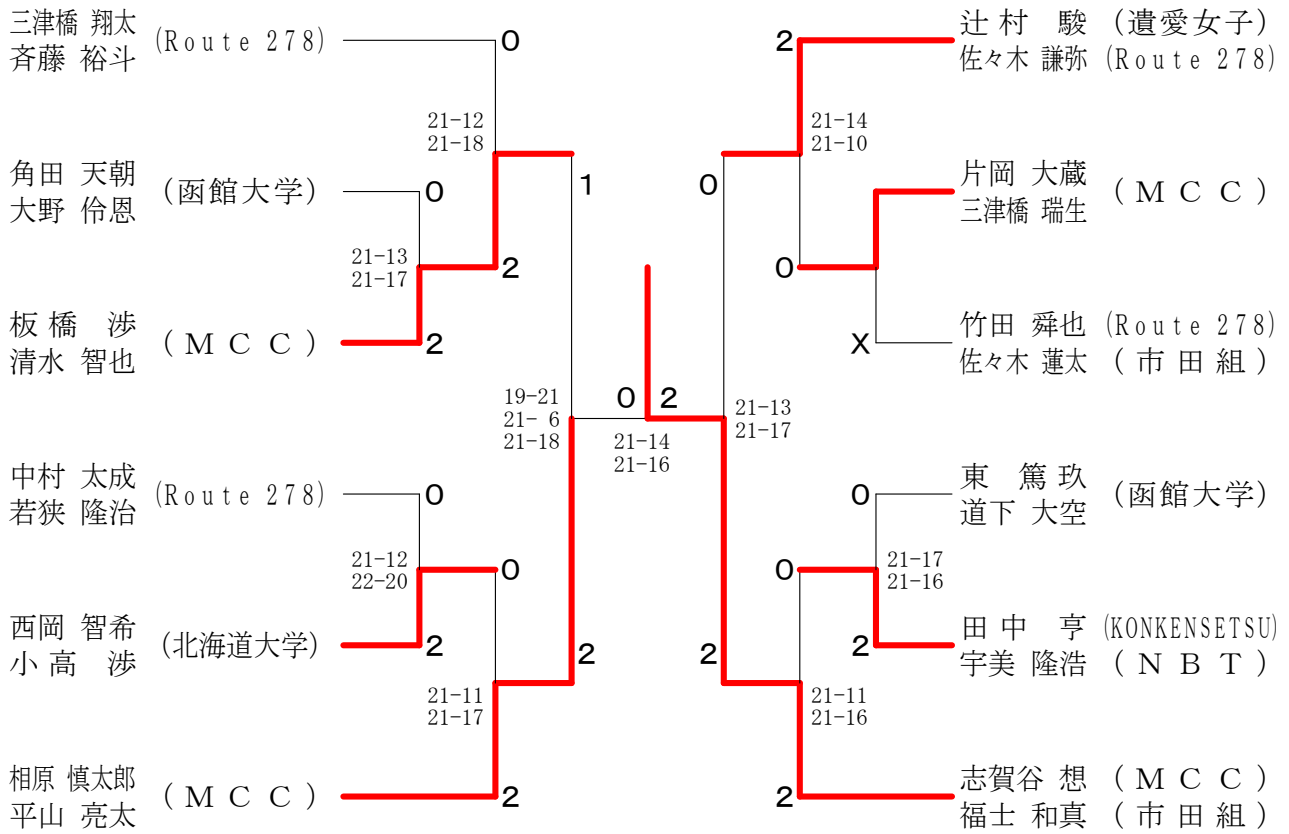 三津橋 翔太 (Route 278)
斉藤 裕斗
0
21-12
21-18
角田 天朝 (函館大学)
大野 伶恩
0
1
21-13
21-17
2
板橋 渉 (MCC)
清水 智也
2
19-21
21- 6
21-18
中村 太成 (Route 278)
若狭 隆治
0
21-12
22-20
0
西岡 智希 (北海道大学)
小高 渉
2
2
21-11
21-17
相原 慎太郎 (MCC)
平山 亮太
2
0 2
21-14
21-16
2
辻村 駿 (遺愛女子)
佐々木 謙弥 (Route 278)
21-14
21-10
0
片岡 大蔵 (MCC)
三津橋 瑞生
0
X
竹田 舜也 (Route 278)
佐々木 蓮太 (市田組)
21-13
21-17
0
東 篤玖 (函館大学)
道下 大空
0
21-17
21-16
2
2
田中 亨 (KONKENSETSU)
宇美 隆浩 (NBT)
21-11
21-16
2
志賀谷 想 (MCC)
福士 和真 (市田組)